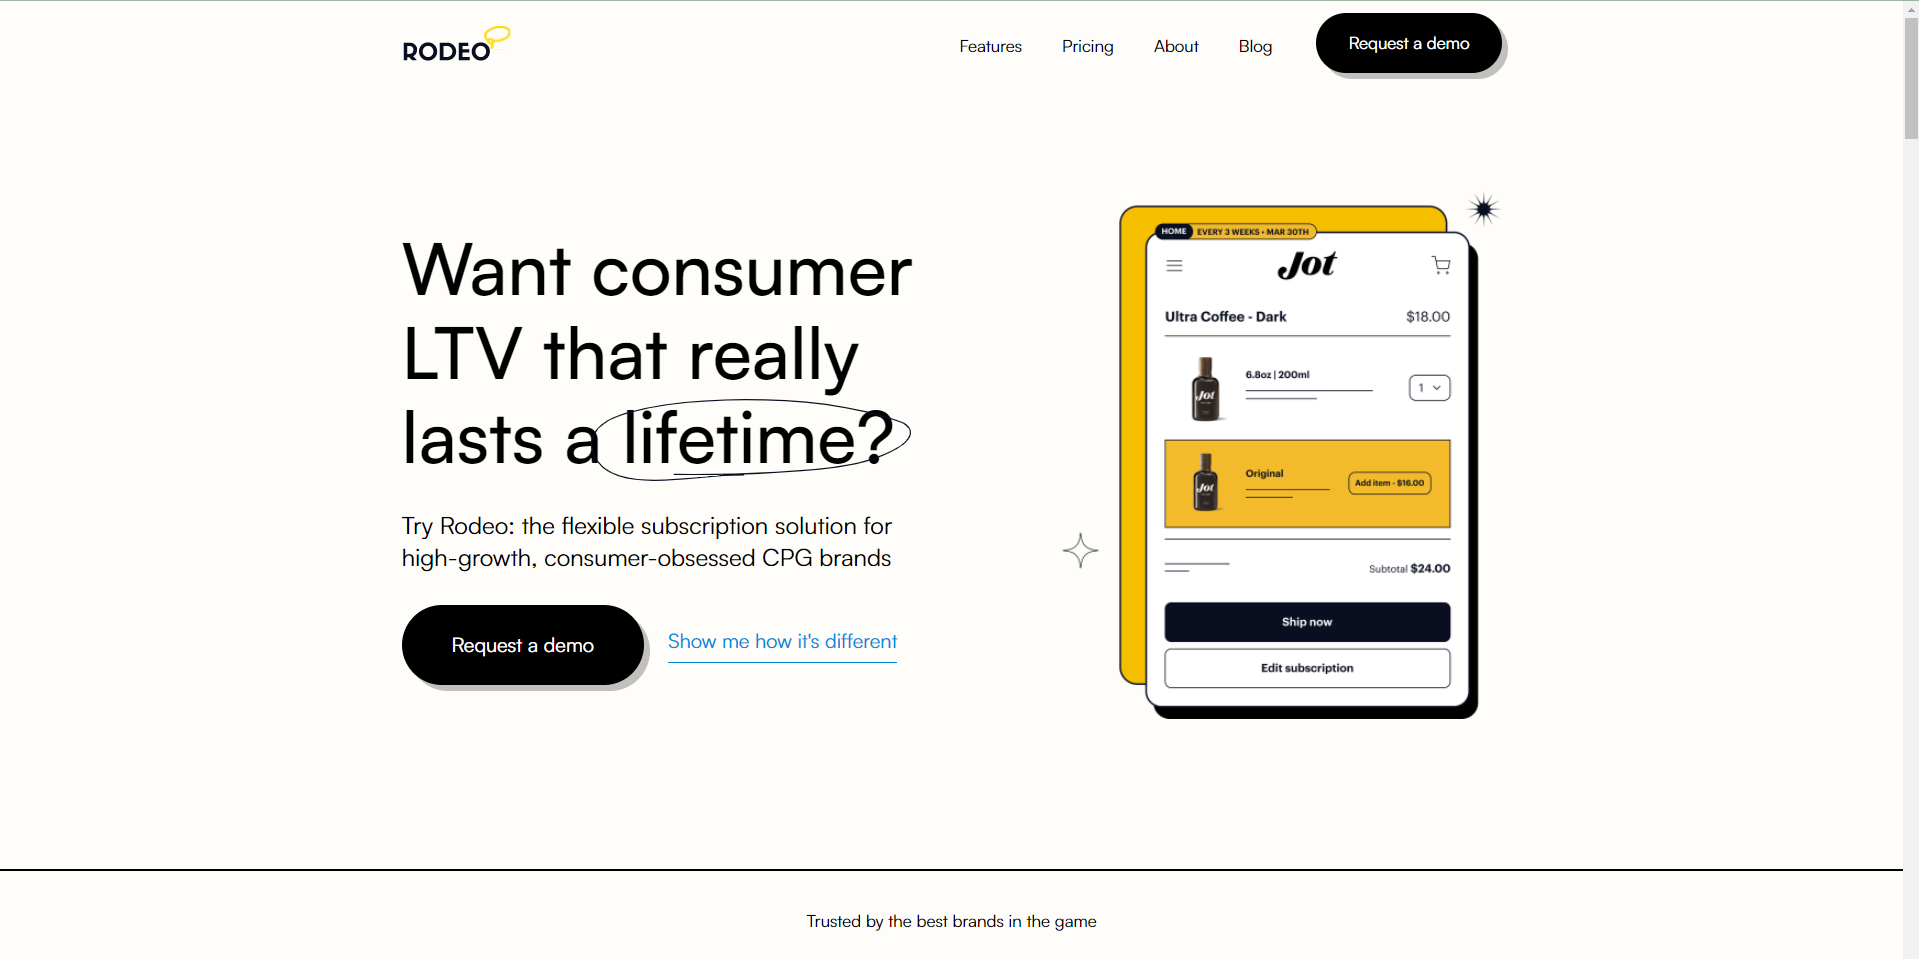 RODEO
Features
Pricing
About
Blog
Request a demo
Want consumer
LTV that really
lasts a lifetime?
Try Rodeo: the flexible subscription solution for
high-growth, consumer-obsessed CPG brands
Request a demo
Show me how it's different
HOME EVERY 3 WEEKS • MAR 30TH
Jot
Ultra Coffee - Dark $18.00
6.8oz | 200ml
1
Jot
Original
Add item - $16.00
Jot
Subtotal $24.00
Ship now
Edit subscription
Trusted by the best brands in the game